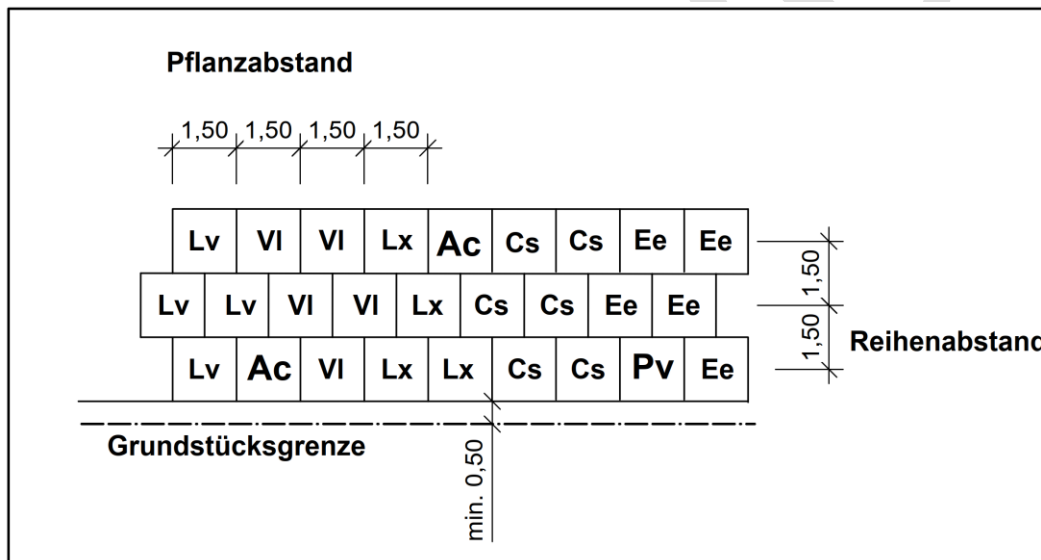 Pflanzabstand
1,50 1,50 1,50 1,50
Lv Vl Vl Lx Ac Cs Cs Ee Ee
1,50
Lv Lv Vl Vl Lx Cs Cs Ee Ee
1,50
Reihenabstand
Lv Ac Vl Lx Lx Cs Cs Pv Ee
Grundstücksgrenze
min. 0,50